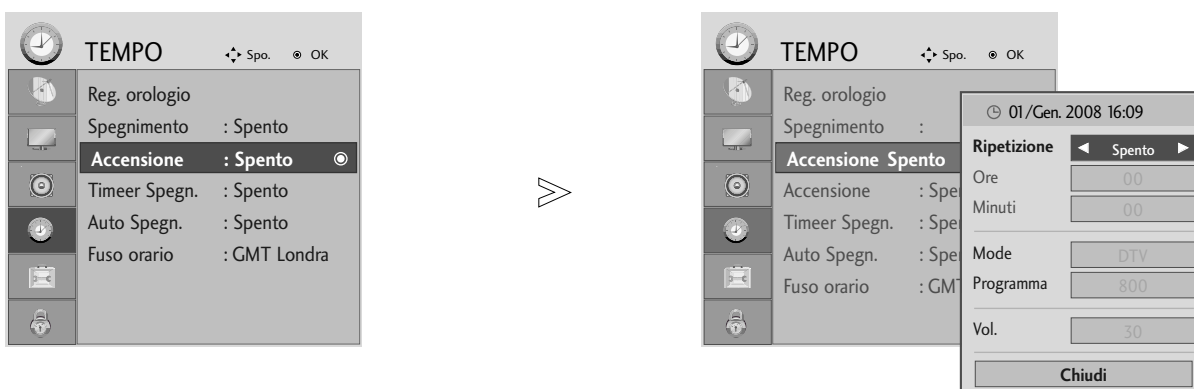 TEMPO Spo. OK
Reg. orologio
Spegnimento : Spento
Accensione : Spento
Timeer Spegn. : Spento
Auto Spegn. : Spento
Fuso orario : GMT Londra
TEMPO Spo. OK
Reg. orologio
Spegnimento :
Accensione Spento
Accensione : Spe
Timeer Spegn. : Spe
Auto Spegn. : Spe
Fuso orario : GMT
01/Gen. 2008 16:09
Ripetizione ◀ Spento ▶
Ore 00
Minuti 00
Mode DTV
Programma 800
Vol. 30
Chiudi